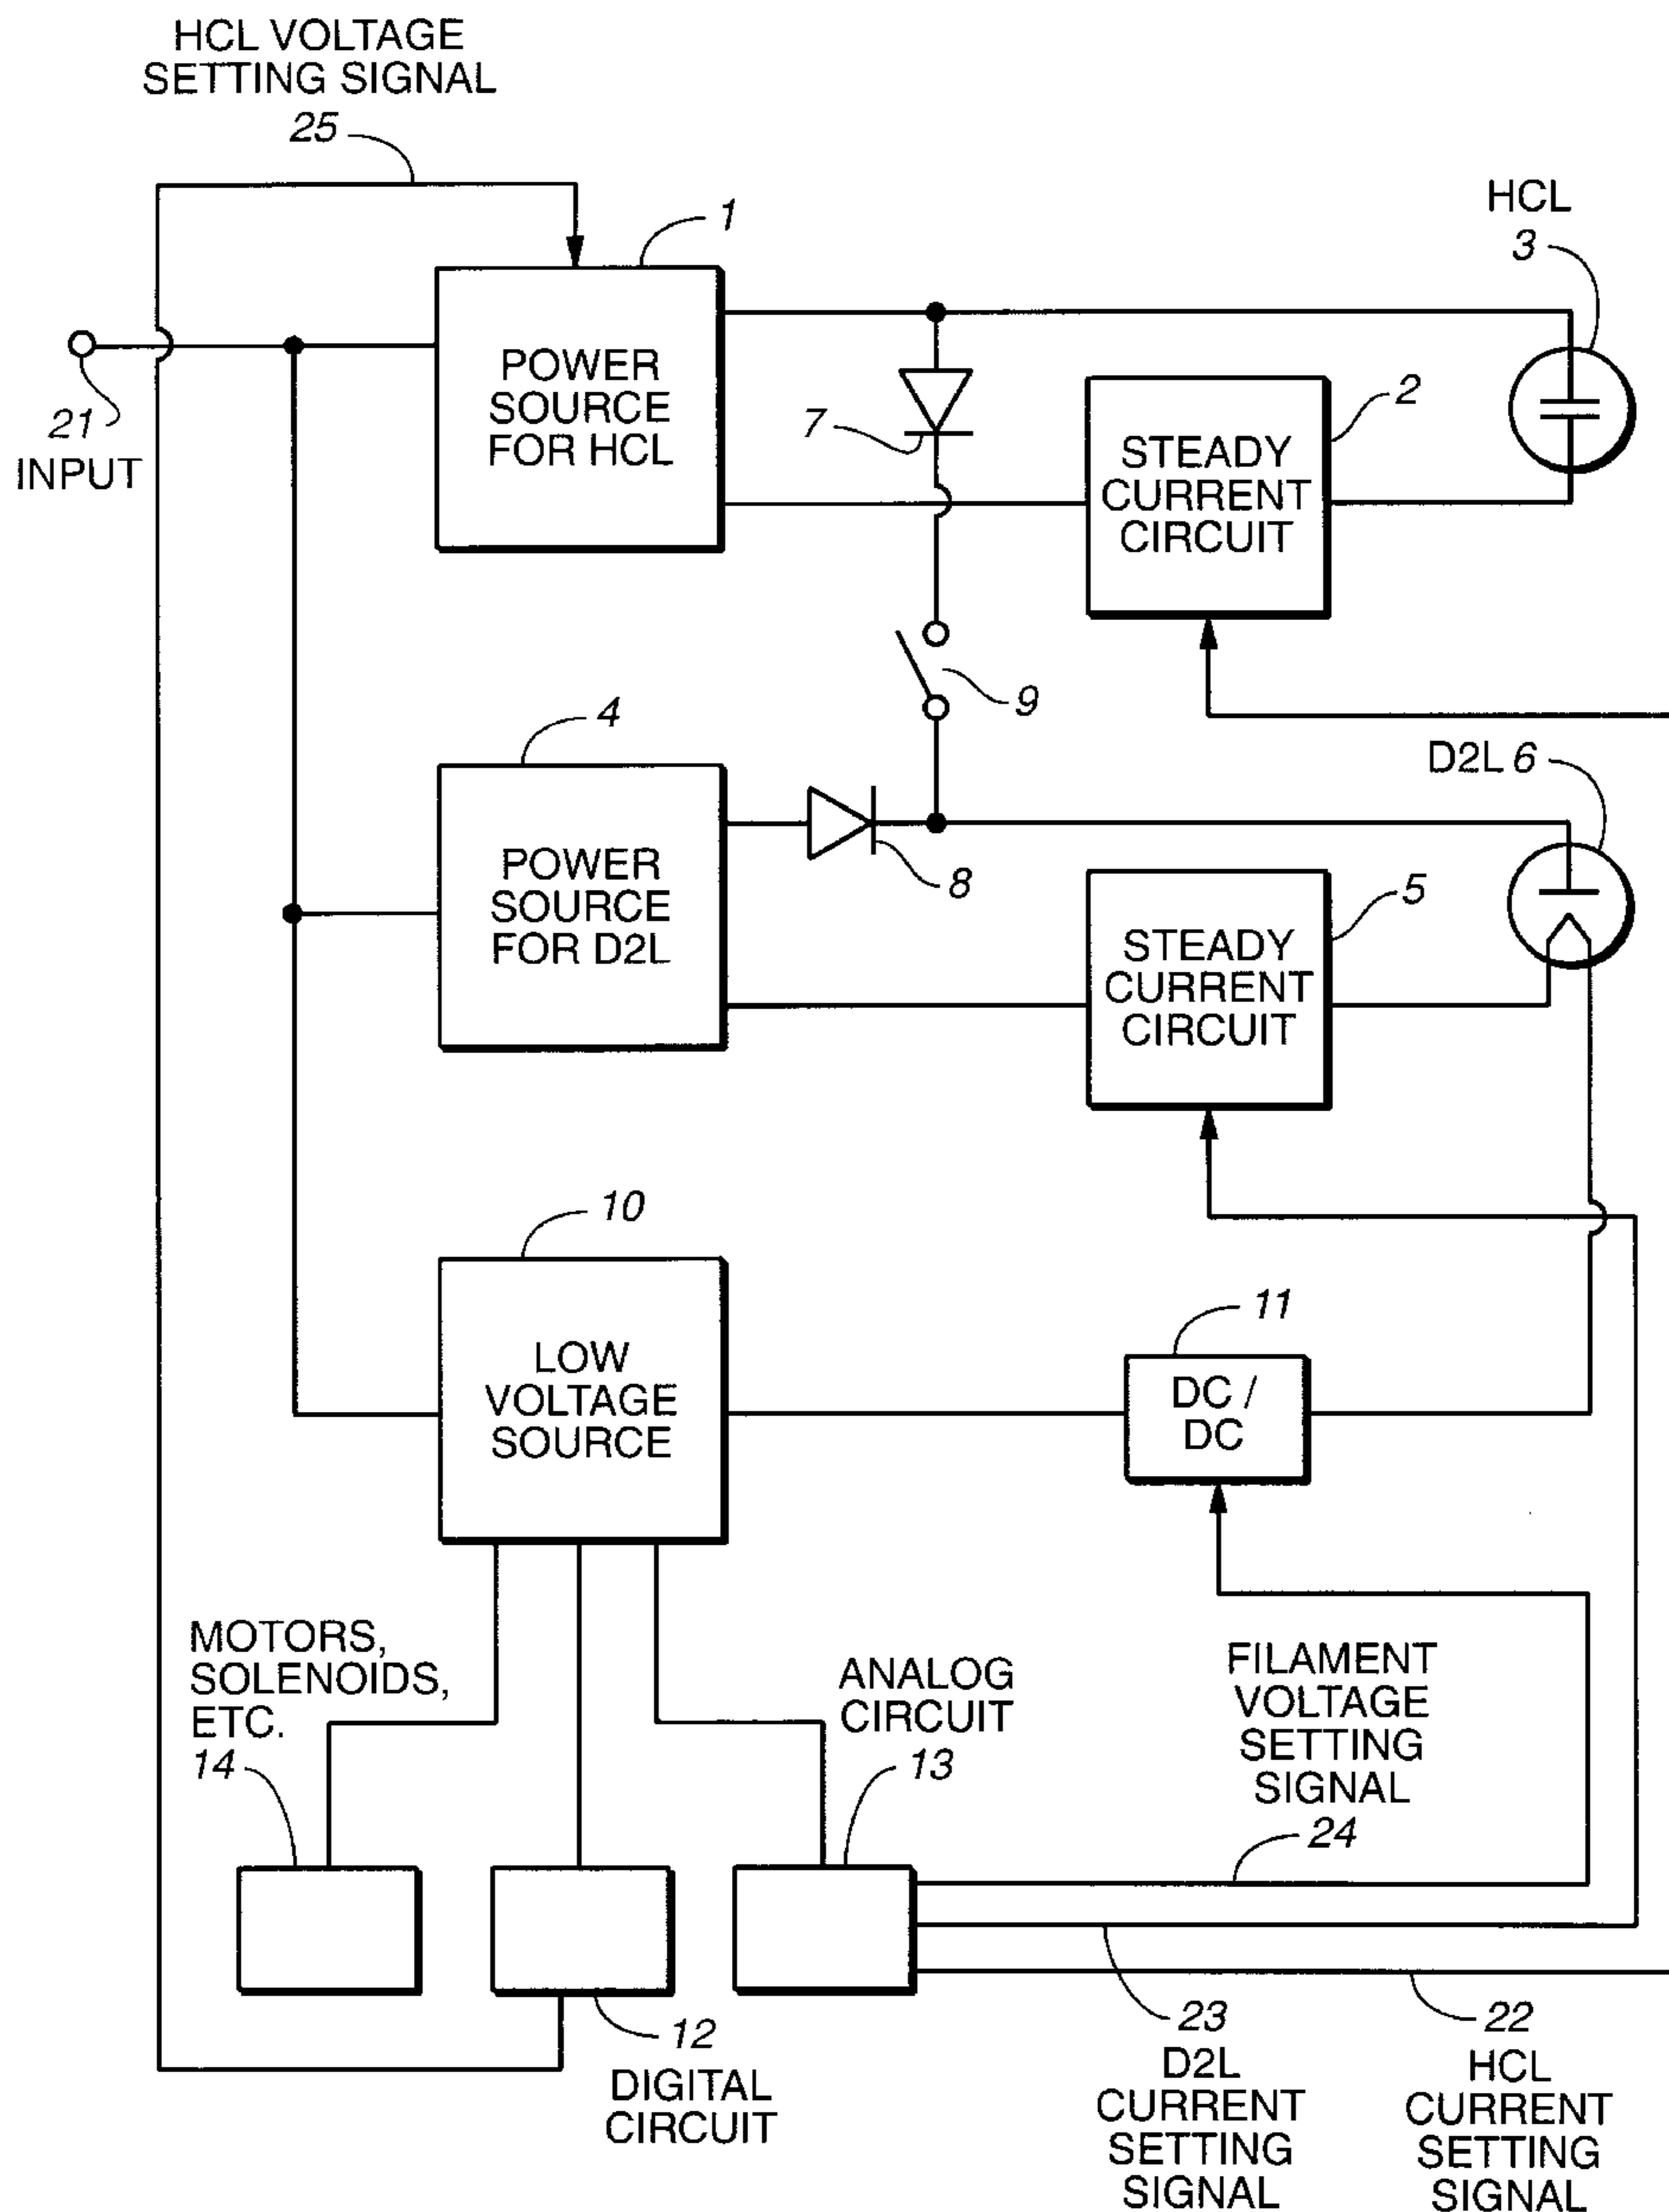 HCL VOLTAGE
SETTING SIGNAL
25
1
HCL
3
POWER
SOURCE
FOR HCL
21
INPUT
7
2
STEADY
CURRENT
CIRCUIT
9
4
D2L 6
POWER
SOURCE
FOR D2L
8
5
STEADY
CURRENT
CIRCUIT
10
11
LOW
VOLTAGE
SOURCE
DC /
DC
MOTORS,
SOLENOIDS,
ETC.
14
ANALOG
CIRCUIT
13
FILAMENT
VOLTAGE
SETTING
SIGNAL
24
12
DIGITAL
CIRCUIT
23
D2L
CURRENT
SETTING
SIGNAL
22
HCL
CURRENT
SETTING
SIGNAL